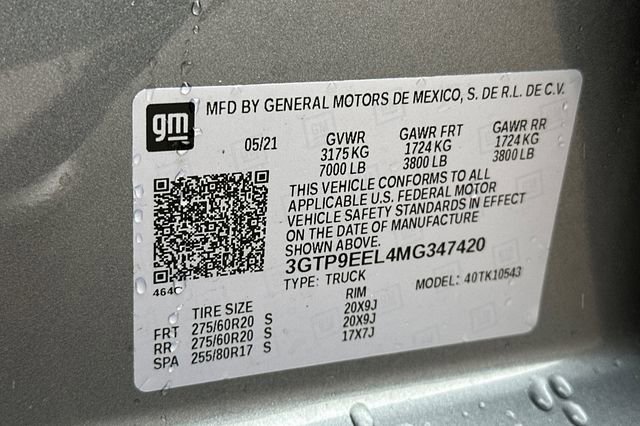 gm MFD BY GENERAL MOTORS DE MEXICO, S. DE R.L. DE C.V.
05/21 GVWR GAWR FRT GAWR RR
3175 KG 1724 KG 1724 KG
7000 LB 3800 LB 3800 LB
THIS VEHICLE CONFORMS TO ALL
APPLICABLE U.S. FEDERAL MOTOR
VEHICLE SAFETY STANDARDS IN EFFECT
ON THE DATE OF MANUFACTURE
SHOWN ABOVE.
3GTP9EEL4MG347420
TYPE: TRUCK MODEL: 40TK10543
TIRE SIZE RIM
FRT 275/60R20 S 20X9J
RR 275/60R20 S 20X9J
SPA 255/80R17 S 17X7J